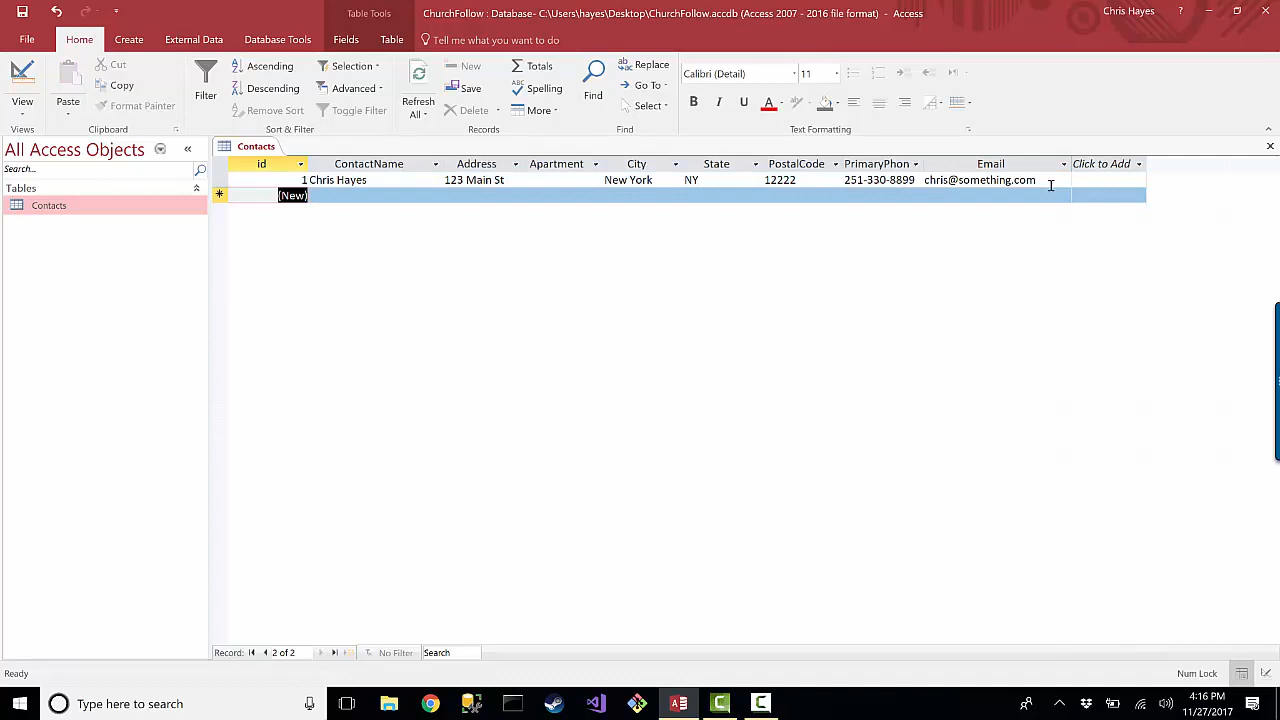 Table Tools
ChurchFollow : Database- C:\Users\hayes\Desktop\ChurchFollow.accdb (Access 2007 - 2016 file format) - Access
Chris Hayes
?
File
Home
Create
External Data
Database Tools
Fields
Table
Tell me what you want to do
View
Views
Paste
Cut
Copy
Format Painter
Clipboard
Filter
Ascending
Descending
Remove Sort
Selection
Advanced
Toggle Filter
Sort & Filter
Refresh
All
New
Save
Delete
Totals
Spelling
More
Records
Find
Replace
Go To
Select
Find
Calibri (Detail)
11
B I U A
Text Formatting
All Access Objects
Search...
Tables
Contacts
Contacts
id ContactName Address Apartment City State PostalCode PrimaryPhon Email Click to Add
1 Chris Hayes 123 Main St New York NY 12222 251-330-8899 chris@something.com
(New)
Record: 2 of 2 No Filter Search
Ready
Num Lock
Type here to search
4:16 PM
11/27/2017